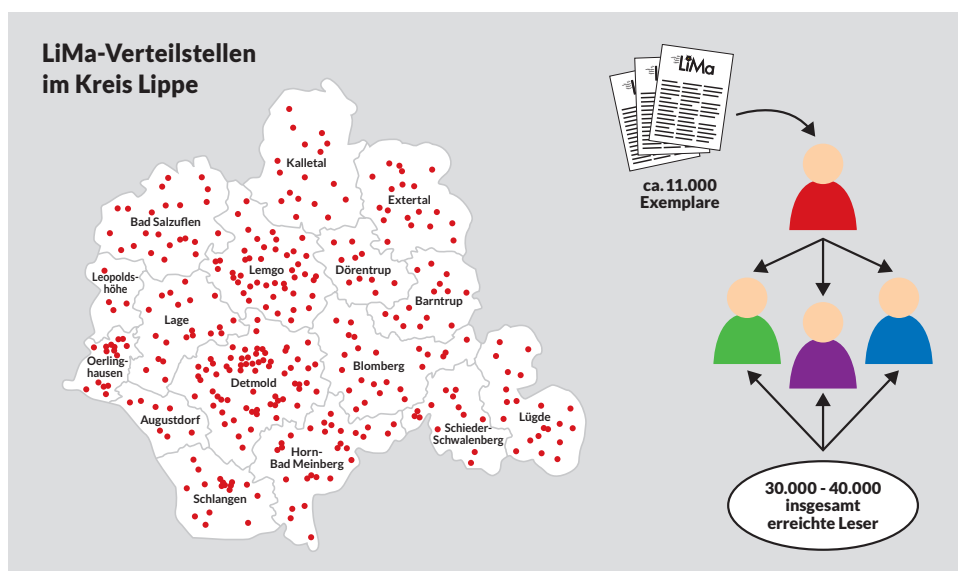 LiMa-Verteilstellen
im Kreis Lippe
LiMa
ca. 11.000
Exemplare
Kalletal
Extertal
Bad Salzuflen
Lemgo
Dörentrup
Leopolds-
höhe
Barntrup
Lage
Oerling-
hausen
Blomberg
Detmold
Augustdorf
Lügde
Schieder-
Schwalenberg
Horn-
Bad Meinberg
Schlangen
30.000 - 40.000
insgesamt
erreichte Leser